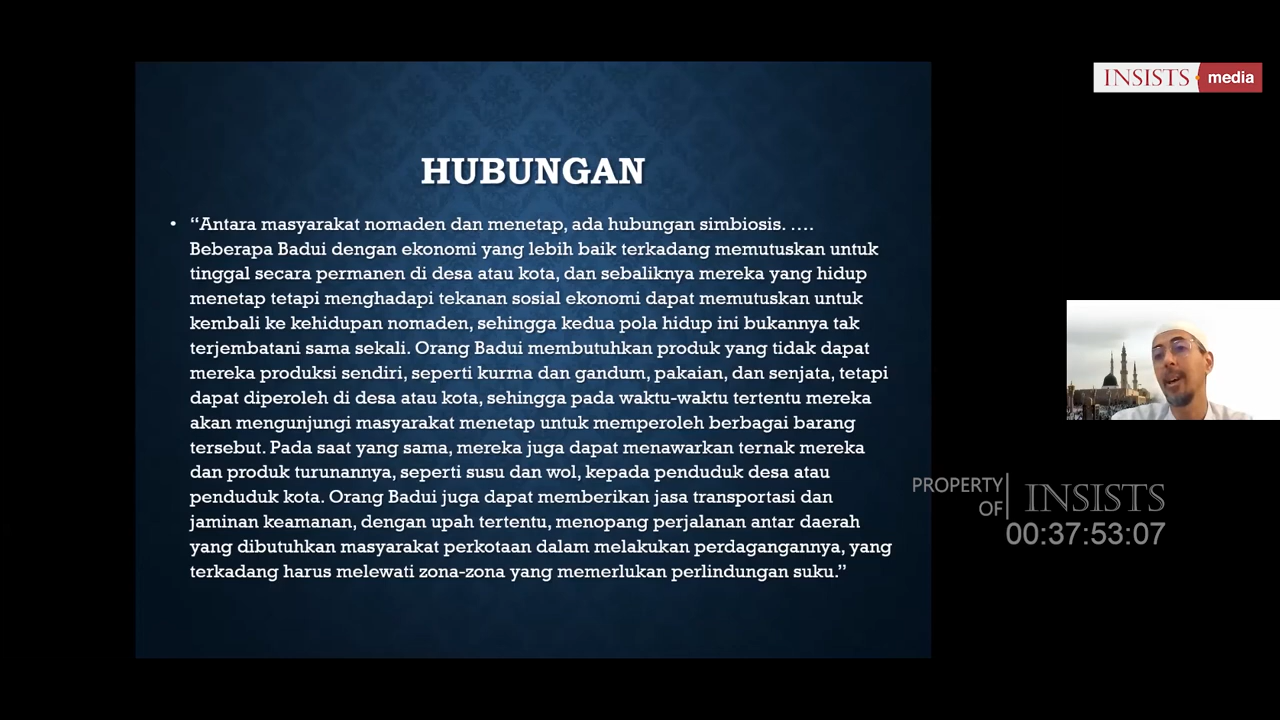 INSISTS media
HUBUNGAN
• “Antara masyarakat nomaden dan menetap, ada hubungan simbiosis. ....
Beberapa Badui dengan ekonomi yang lebih baik terkadang memutuskan untuk
tinggal secara permanen di desa atau kota, dan sebaliknya mereka yang hidup
menetap tetapi menghadapi tekanan sosial ekonomi dapat memutuskan untuk
kembali ke kehidupan nomaden, sehingga kedua pola hidup ini bukannya tak
terjembatani sama sekali. Orang Badui membutuhkan produk yang tidak dapat
mereka produksi sendiri, seperti kurma dan gandum, pakaian, dan senjata, tetapi
dapat diperoleh di desa atau kota, sehingga pada waktu-waktu tertentu mereka
akan mengunjungi masyarakat menetap untuk memperoleh berbagai barang
tersebut. Pada saat yang sama, mereka juga dapat menawarkan ternak mereka
dan produk turunannya, seperti susu dan wol, kepada penduduk desa atau
penduduk kota. Orang Badui juga dapat memberikan jasa transportasi dan
jaminan keamanan, dengan upah tertentu, menopang perjalanan antar daerah
yang dibutuhkan masyarakat perkotaan dalam melakukan perdagangannya, yang
terkadang harus melewati zona-zona yang memerlukan perlindungan suku.”
PROPERTY
OF
INSISTS
00:37:53:07